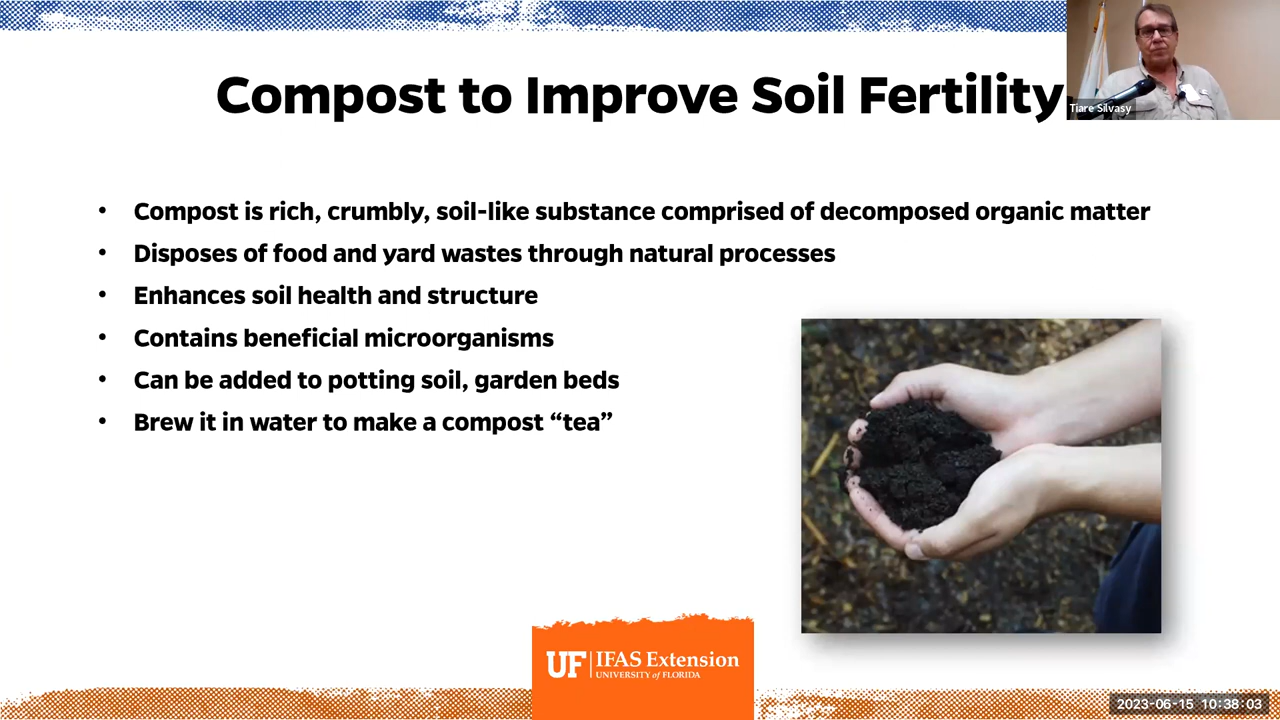 Compost to Improve Soil Fertility
Tiare Silvasy
• Compost is rich, crumbly, soil-like substance comprised of decomposed organic matter
• Disposes of food and yard wastes through natural processes
• Enhances soil health and structure
• Contains beneficial microorganisms
• Can be added to potting soil, garden beds
• Brew it in water to make a compost “tea”
UF IFAS Extension
UNIVERSITY of FLORIDA
2023-06-15 10:38:03